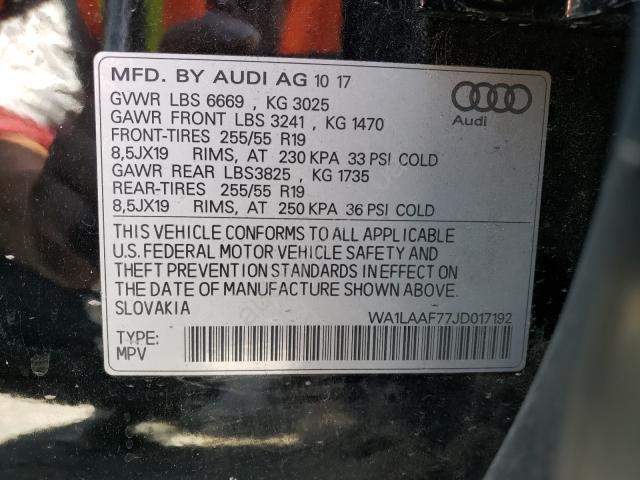 MFD. BY AUDI AG 10 17
GVWR LBS 6669 , KG 3025
GAWR FRONT LBS 3241 , KG 1470
FRONT-TIRES 255/55 R19
8,5JX19 RIMS, AT 230 KPA 33 PSI COLD
GAWR REAR LBS3825 , KG 1735
REAR-TIRES 255/55 R19
8,5JX19 RIMS, AT 250 KPA 36 PSI COLD
Audi
THIS VEHICLE CONFORMS TO ALL APPLICABLE
U.S. FEDERAL MOTOR VEHICLE SAFETY AND
THEFT PREVENTION STANDARDS IN EFFECT ON
THE DATE OF MANUFACTURE SHOWN ABOVE.
SLOVAKIA
WA1LAAF77JD017192
TYPE:
MPV